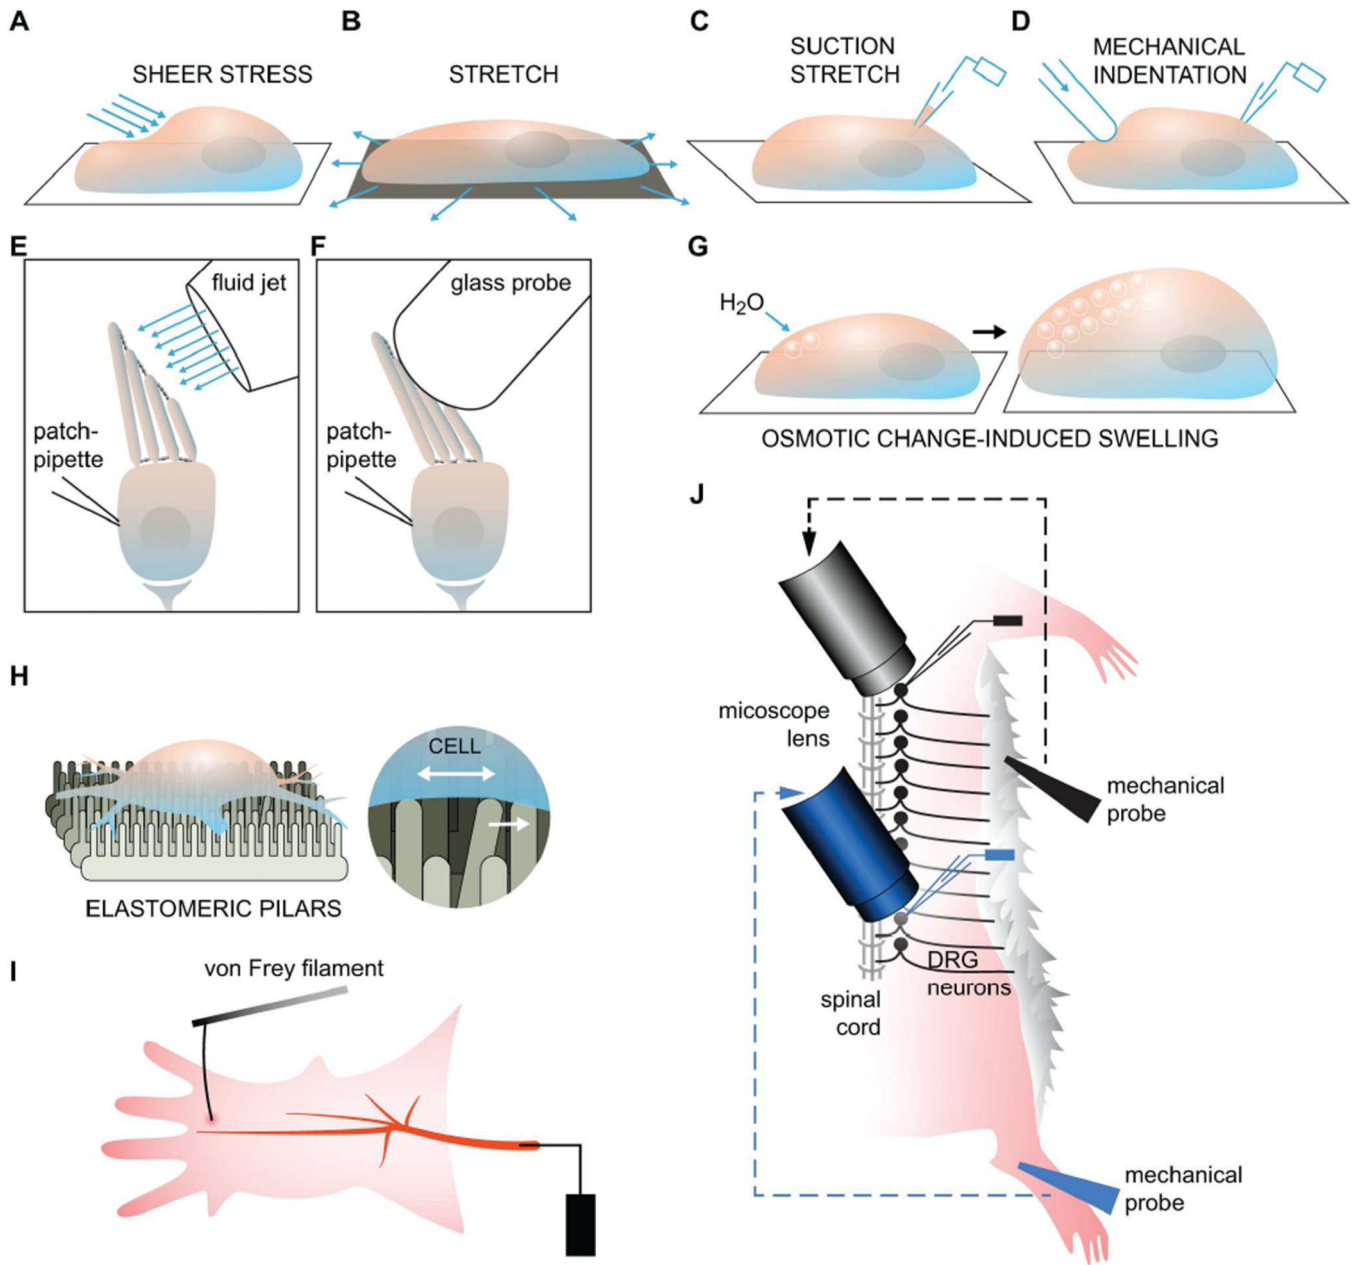 A
SHEER STRESS
B
STRETCH
C
SUCTION
STRETCH
D
MECHANICAL
INDENTATION
E
fluid jet
patch-
pipette
F
glass probe
patch-
pipette
G
H2O
OSMOTIC CHANGE-INDUCED SWELLING
H
CELL
ELASTOMERIC PILARS
I
von Frey filament
J
micoscope
lens
mechanical
probe
DRG
neurons
spinal
cord
mechanical
probe